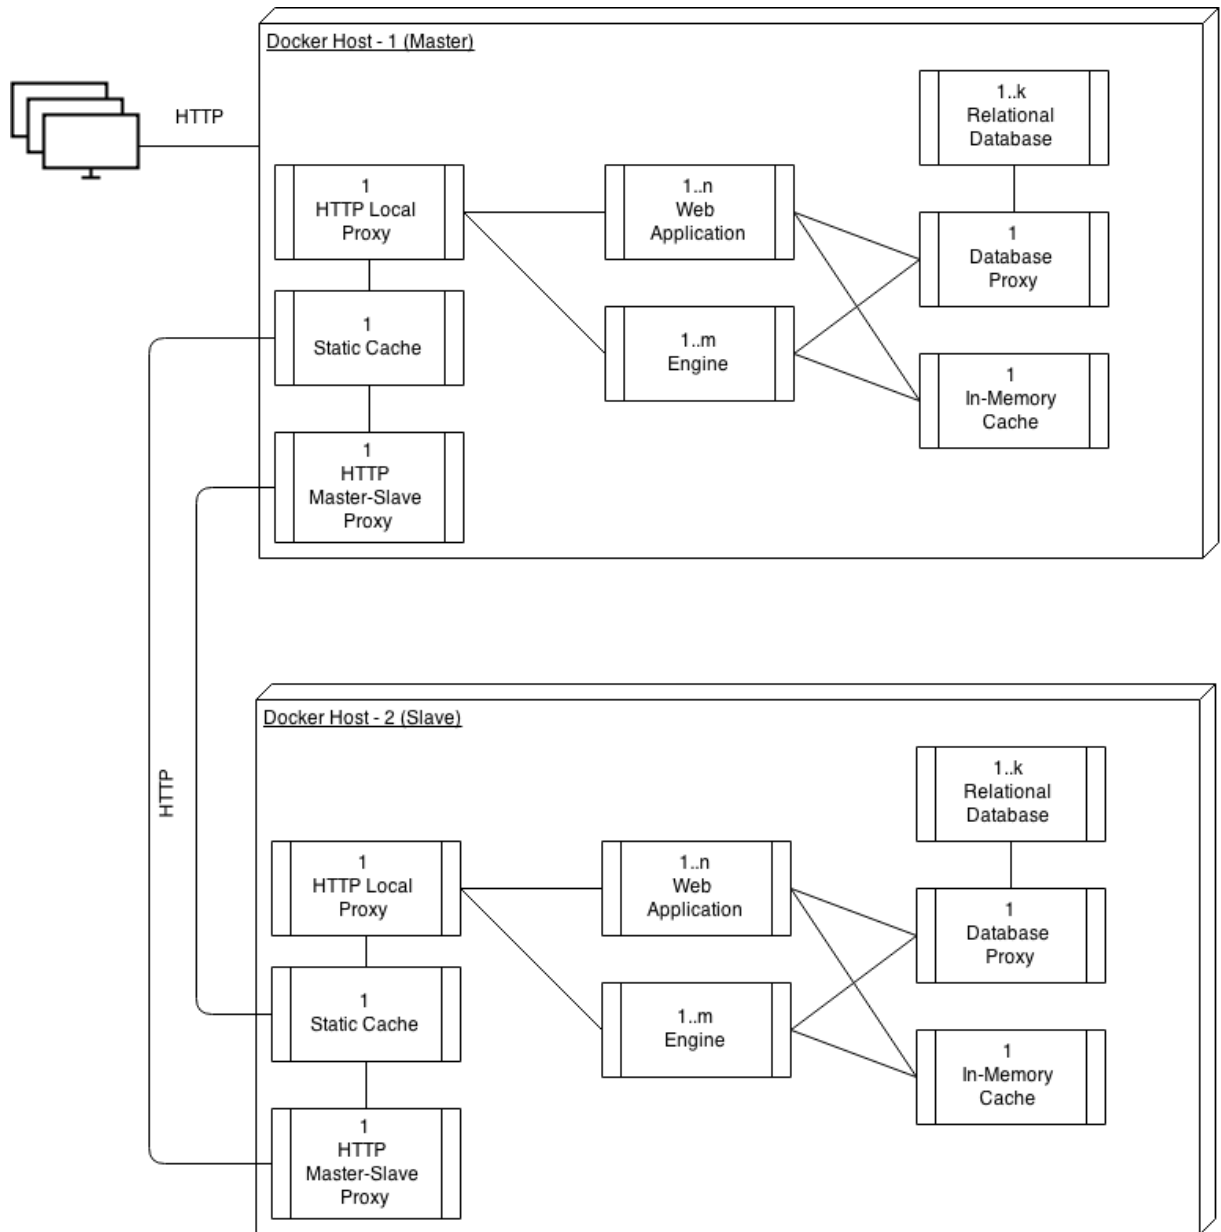 Docker Host - 1 (Master)
HTTP
1..k
Relational
Database
1
HTTP Local
Proxy
1..n
Web
Application
1
Database
Proxy
1
Static Cache
1..m
Engine
1
In-Memory
Cache
1
HTTP
Master-Slave
Proxy
HTTP
Docker Host - 2 (Slave)
1..k
Relational
Database
1
HTTP Local
Proxy
1..n
Web
Application
1
Database
Proxy
1
Static Cache
1..m
Engine
1
In-Memory
Cache
1
HTTP
Master-Slave
Proxy